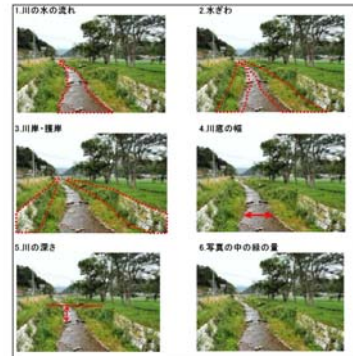 1.川の水の流れ
2.水ぎわ
3.川岸・護岸
4.川底の幅
5.川の深さ
6.写真の中の緑の量